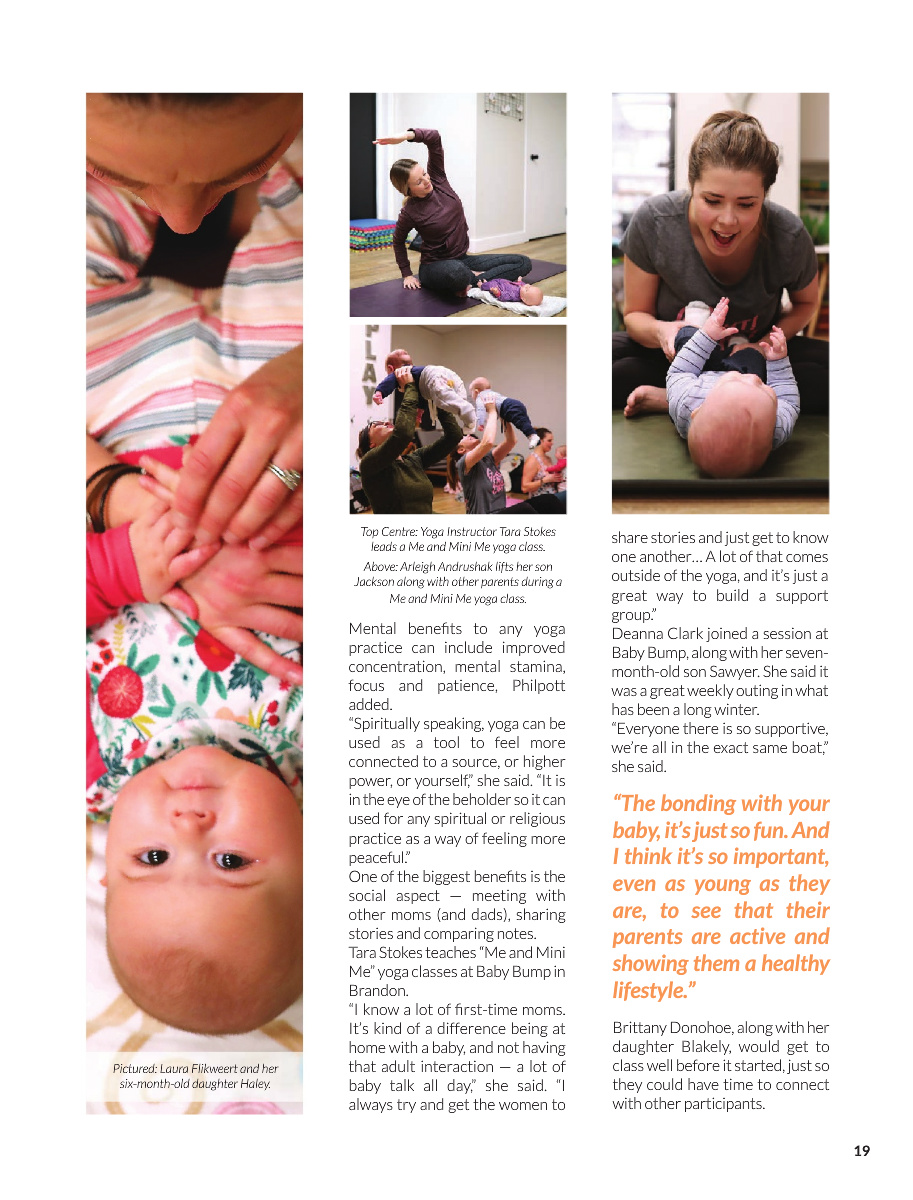 Pictured: Laura Flikweert and her
six-month-old daughter Haley.
PLAY
Top Centre: Yoga Instructor Tara Stokes
leads a Me and Mini Me yoga class.
Above: Arleigh Andrushak lifts her son
Jackson along with other parents during a
Me and Mini Me yoga class.
Mental benefits to any yoga
practice can include improved
concentration, mental stamina,
focus and patience, Philpott
added.
“Spiritually speaking, yoga can be
used as a tool to feel more
connected to a source, or higher
power, or yourself,” she said. “It is
in the eye of the beholder so it can
used for any spiritual or religious
practice as a way of feeling more
peaceful.”
One of the biggest benefits is the
social aspect — meeting with
other moms (and dads), sharing
stories and comparing notes.
Tara Stokes teaches “Me and Mini
Me” yoga classes at Baby Bump in
Brandon.
“I know a lot of first-time moms.
It’s kind of a difference being at
home with a baby, and not having
that adult interaction — a lot of
baby talk all day,” she said. “I
always try and get the women to
share stories and just get to know
one another… A lot of that comes
outside of the yoga, and it’s just a
great way to build a support
group.”
Deanna Clark joined a session at
Baby Bump, along with her seven-
month-old son Sawyer. She said it
was a great weekly outing in what
has been a long winter.
“Everyone there is so supportive,
we’re all in the exact same boat,”
she said.
“The bonding with your
baby, it’s just so fun. And
I think it’s so important,
even as young as they
are, to see that their
parents are active and
showing them a healthy
lifestyle.”
Brittany Donohoe, along with her
daughter Blakely, would get to
class well before it started, just so
they could have time to connect
with other participants.
19